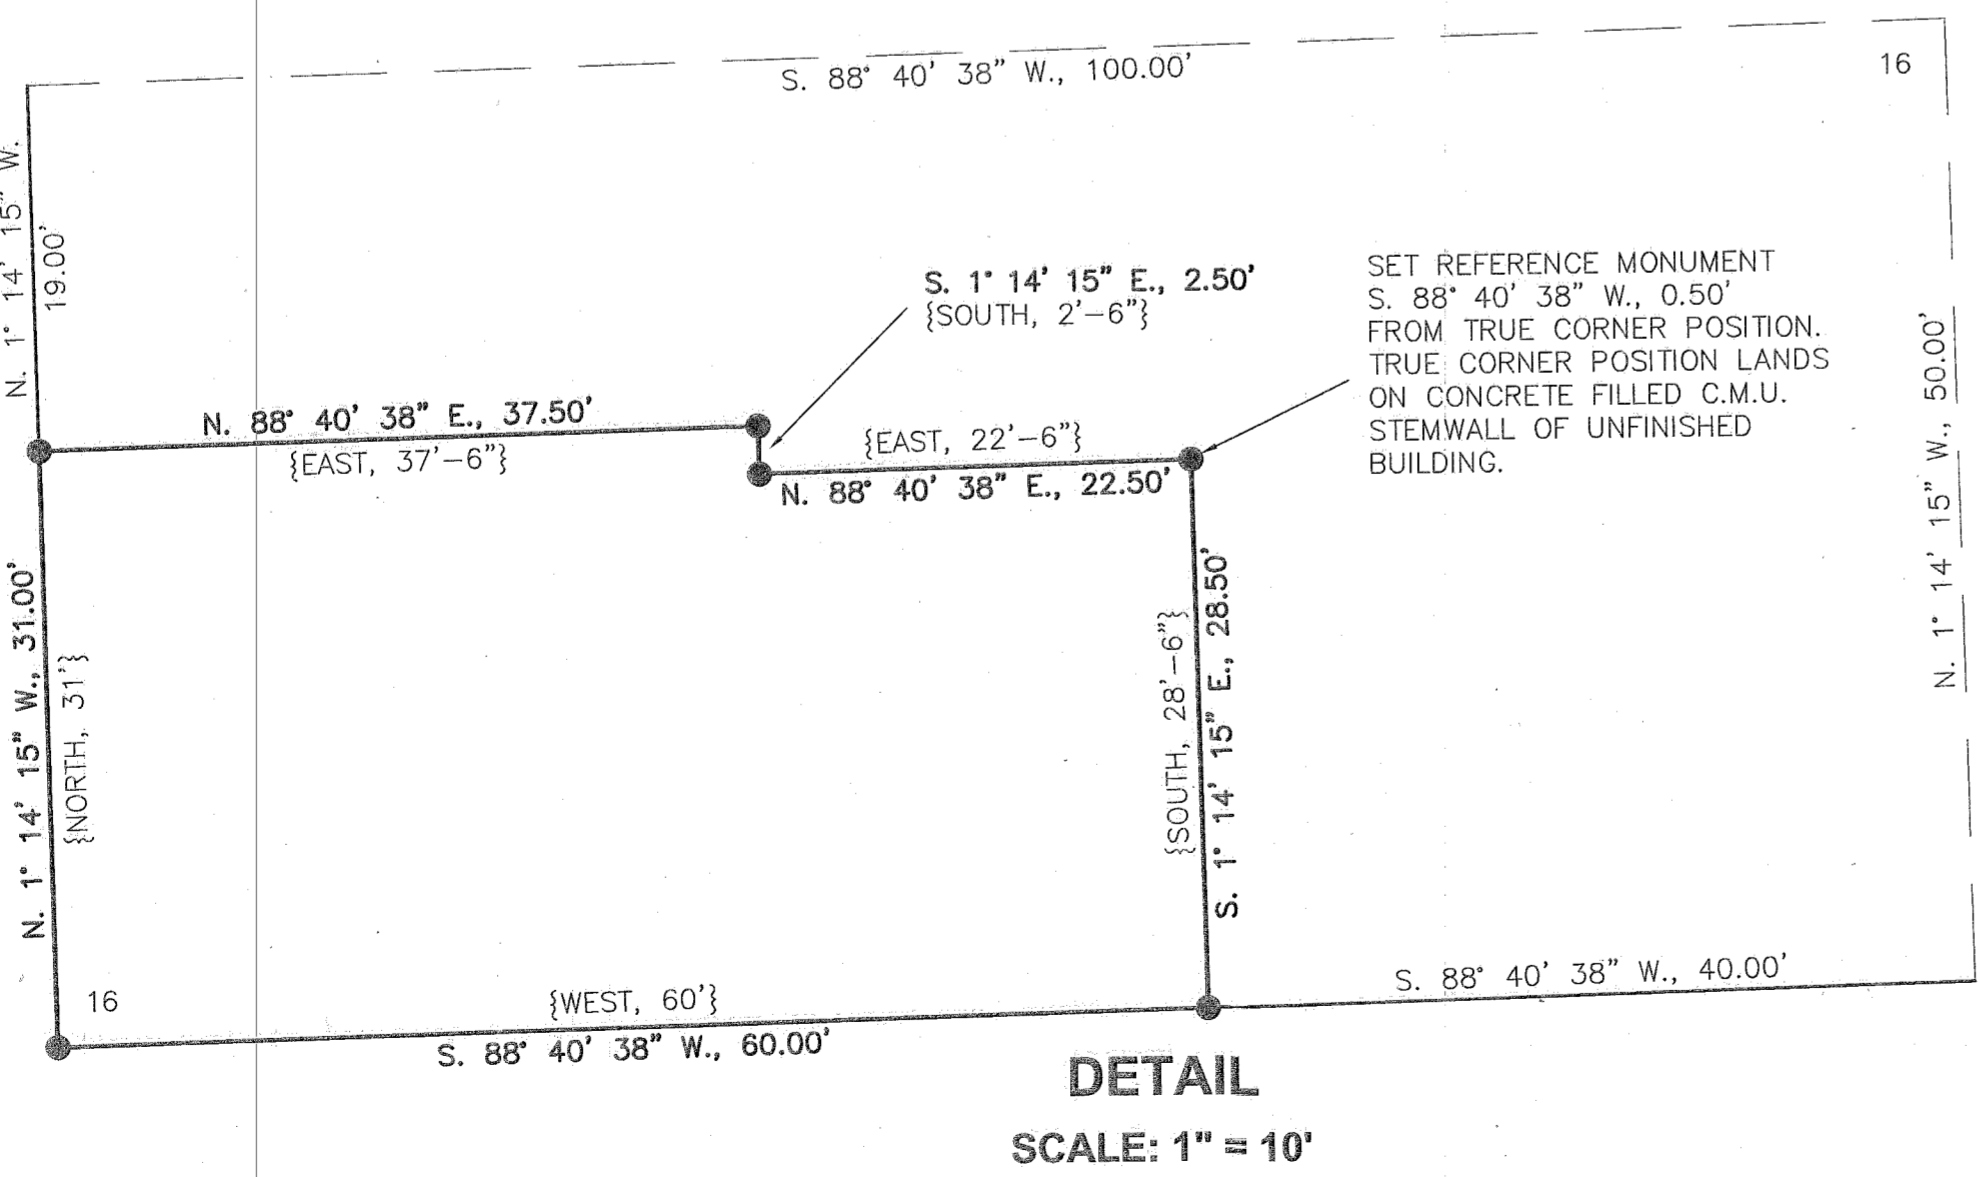 S. 88° 40' 38" W., 100.00'
16
N. 1° 14' 15" W.
19.00'
S. 1° 14' 15" E., 2.50'
{SOUTH, 2'-6"}
SET REFERENCE MONUMENT
S. 88° 40' 38" W., 0.50'
FROM TRUE CORNER POSITION.
TRUE CORNER POSITION LANDS
ON CONCRETE FILLED C.M.U.
STEMWALL OF UNFINISHED
BUILDING.
N. 1° 14' 15" W., 50.00'
N. 88° 40' 38" E., 37.50'
{EAST, 37'-6"}
{EAST, 22'-6"}
N. 88° 40' 38" E., 22.50'
N. 1° 14' 15" W., 31.00'
{NORTH, 31'}
{SOUTH, 28'-6"}
S. 1° 14' 15" E., 28.50'
16
{WEST, 60'}
S. 88° 40' 38" W., 60.00'
S. 88° 40' 38" W., 40.00'
DETAIL
SCALE: 1" = 10'